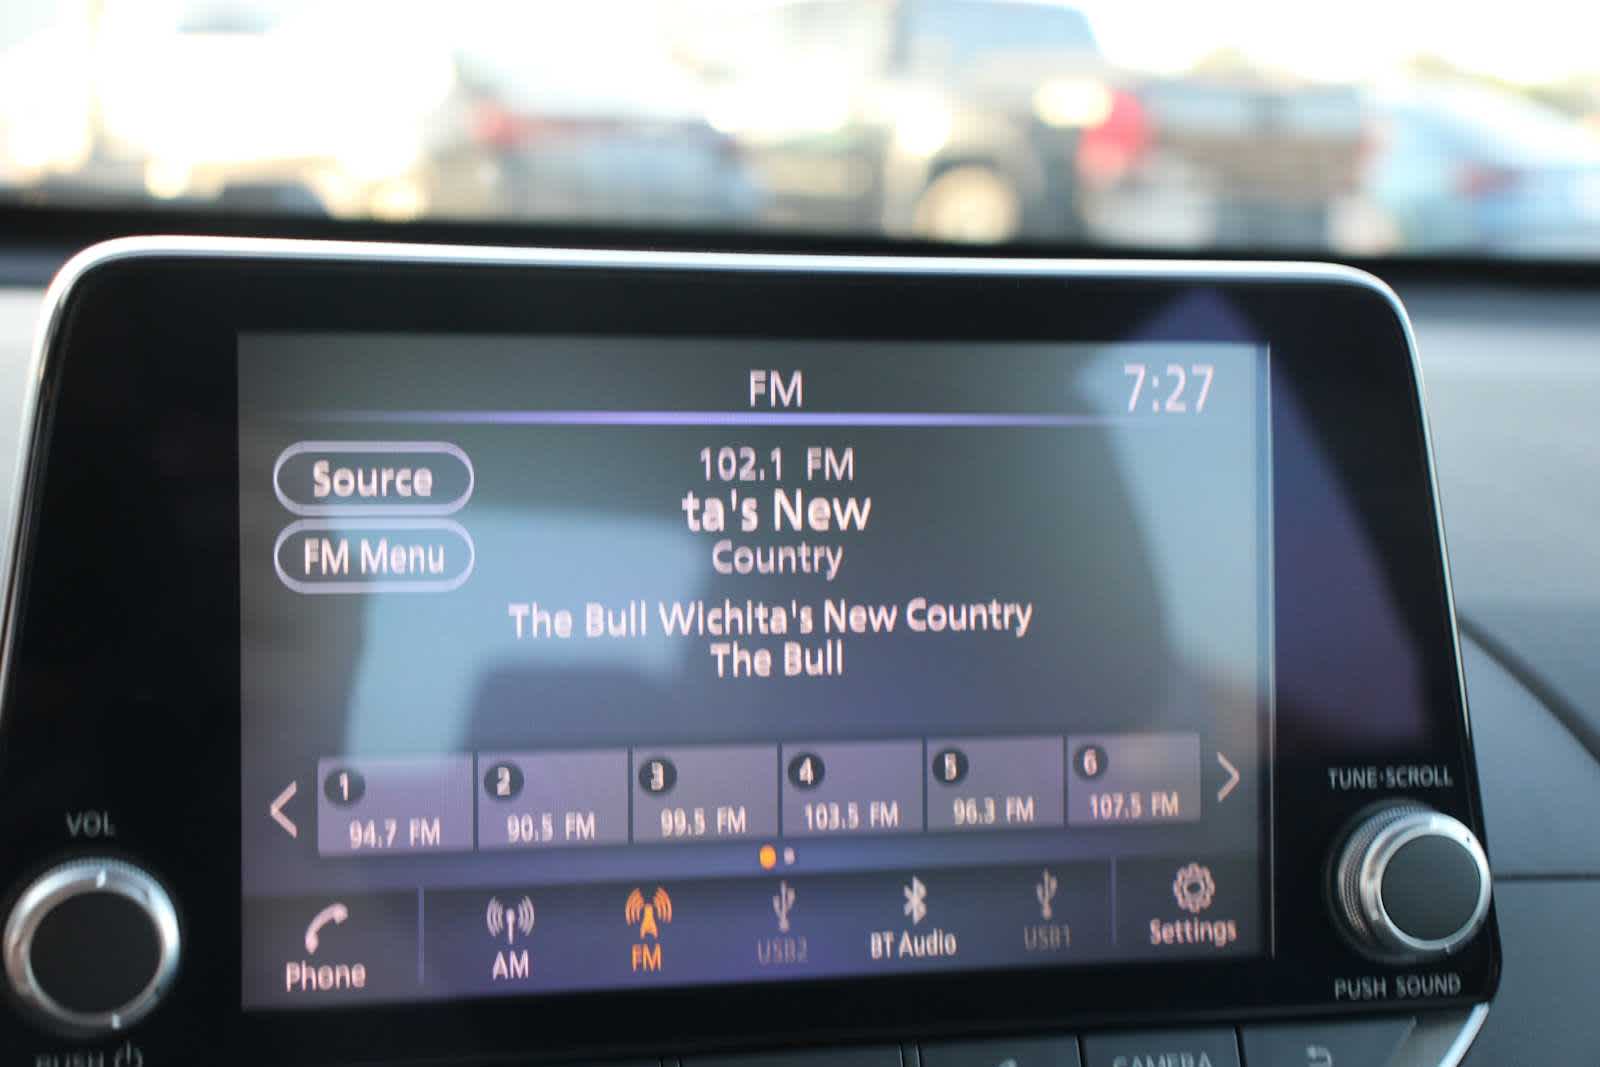 FM
7:27
Source
FM Menu
102.1 FM
ta's New
Country
The Bull Wichita's New Country
The Bull
1
94.7 FM
2
90.5 FM
3
99.5 FM
4
103.5 FM
5
96.3 FM
6
107.5 FM
Phone
AM
FM
USB2
BT Audio
USB1
Settings
VOL
PUSH
TUNE·SCROLL
PUSH SOUND
CAMERA